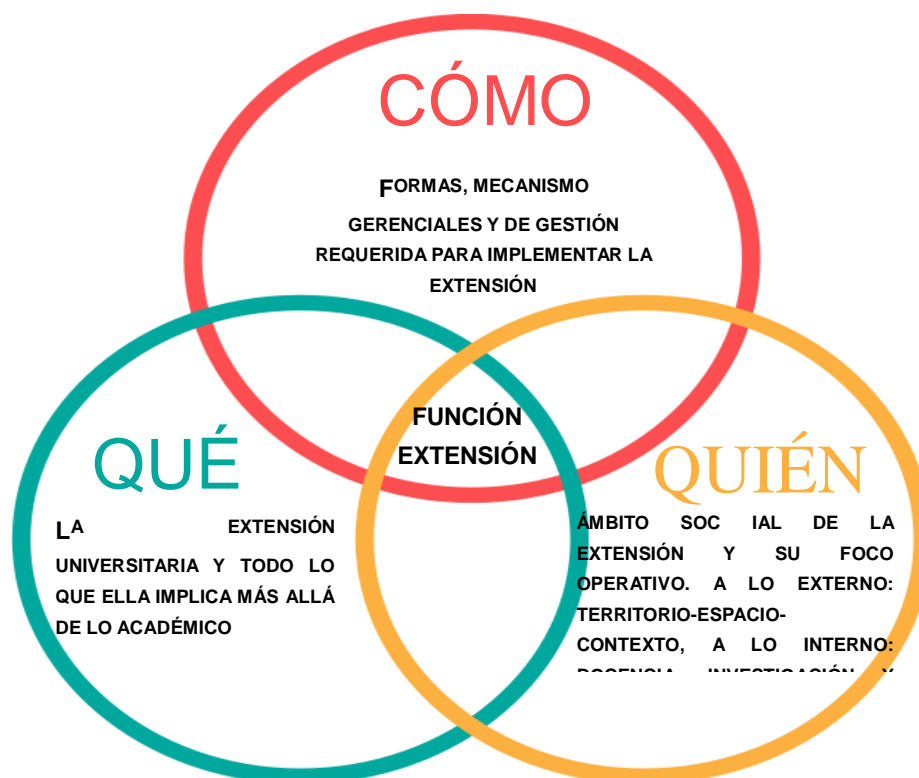 CÓMO
FORMAS, MECANISMO
GERENCIALES Y DE GESTIÓN
REQUERIDA PARA IMPLEMENTAR LA
EXTENSIÓN
FUNCIÓN
EXTENSIÓN
QUÉ
LA EXTENSIÓN
UNIVERSITARIA Y TODO LO
QUE ELLA IMPLICA MÁS ALLÁ
DE LO ACADÉMICO
QUIÉN
ÁMBITO SOC IAL DE LA
EXTENSIÓN Y SU FOCO
OPERATIVO. A LO EXTERNO:
TERRITORIO-ESPACIO-
CONTEXTO, A LO INTERNO:
DOCENCIA, INVESTIGACIÓN Y